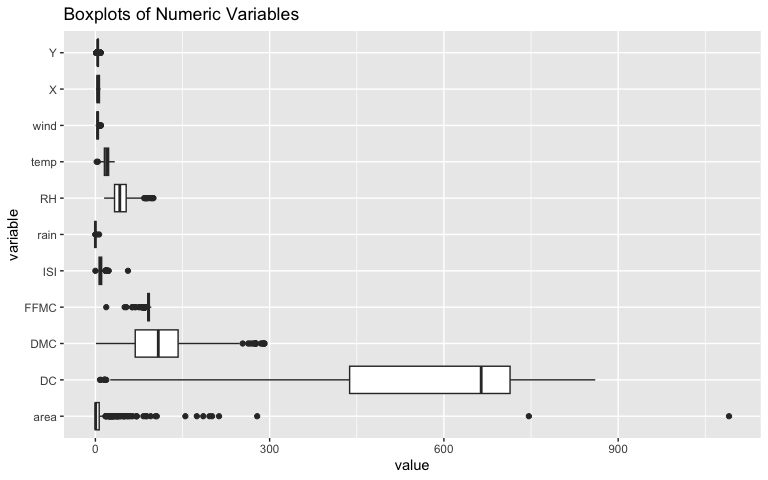 Boxplots of Numeric Variables
Y
X
wind
temp
RH
rain
ISI
FFMC
DMC
DC
area
variable
0 300 600 900
value